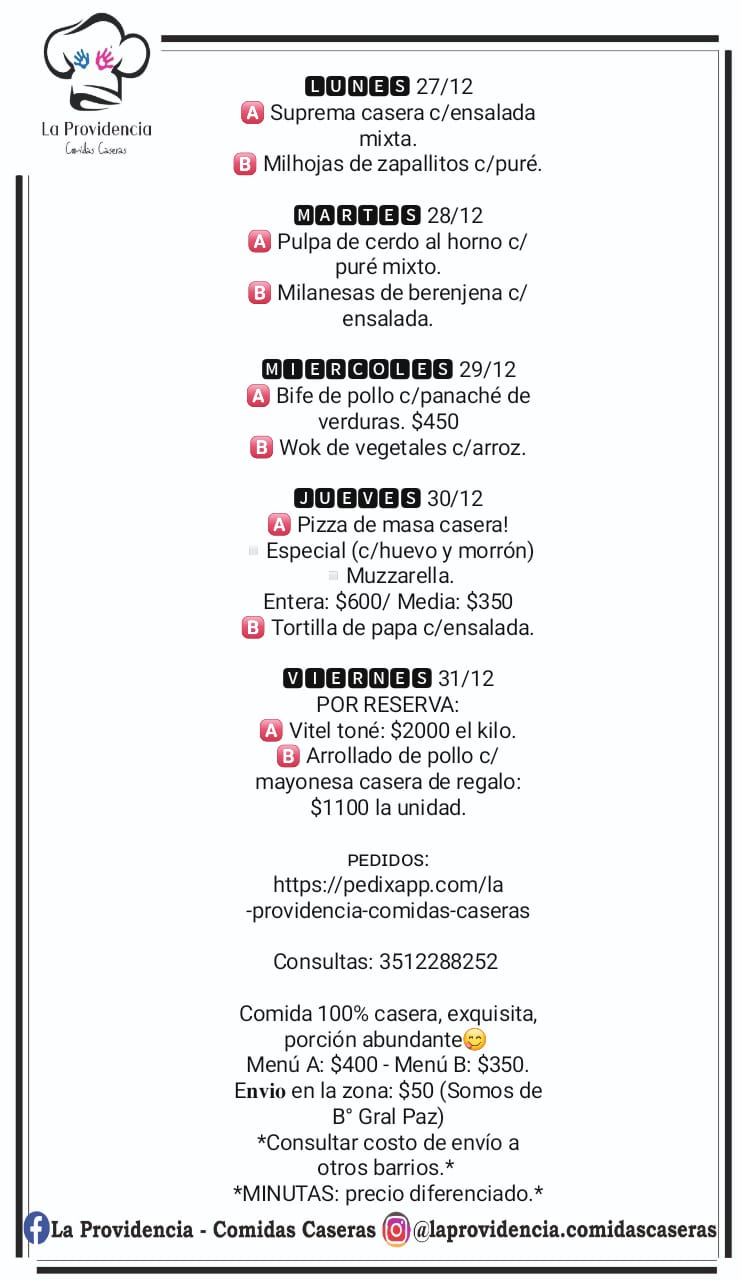 La Providencia
Comidas Caseras
LUNES 27/12
A Suprema casera c/ensalada
mixta.
B Milhojas de zapallitos c/puré.
MARTES 28/12
A Pulpa de cerdo al horno c/
puré mixto.
B Milanesas de berenjena c/
ensalada.
MIERCOLES 29/12
A Bife de pollo c/panaché de
verduras. $450
B Wok de vegetales c/arroz.
JUEVES 30/12
A Pizza de masa casera!
▫️Especial (c/huevo y morrón)
▫️Muzzarella.
Entera: $600/ Media: $350
B Tortilla de papa c/ensalada.
VIERNES 31/12
POR RESERVA:
A Vitel toné: $2000 el kilo.
B Arrollado de pollo c/
mayonesa casera de regalo:
$1100 la unidad.
PEDIDOS:
https://pedixapp.com/la
-providencia-comidas-caseras
Consultas: 3512288252
Comida 100% casera, exquisita,
porción abundante😋
Menú A: $400 - Menú B: $350.
Envio en la zona: $50 (Somos de
B° Gral Paz)
*Consultar costo de envío a
otros barrios.*
*MINUTAS: precio diferenciado.*
La Providencia - Comidas Caseras @laprovidencia.comidascaseras